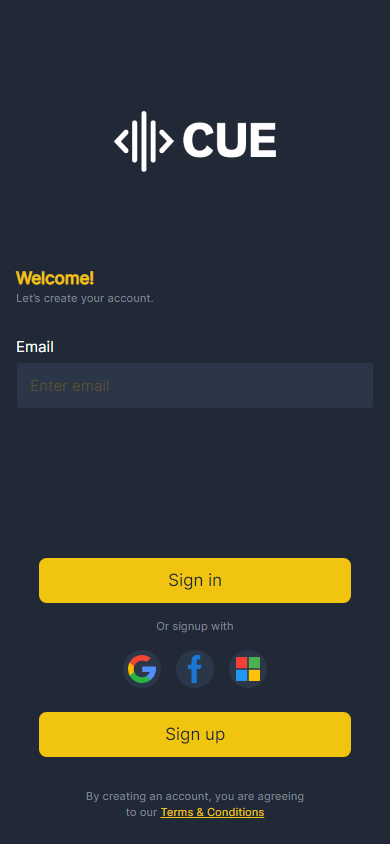 CUE
Welcome!
Let's create your account.
Email
Enter email
Sign in
Or signup with
Sign up
By creating an account, you are agreeing
to our Terms & Conditions